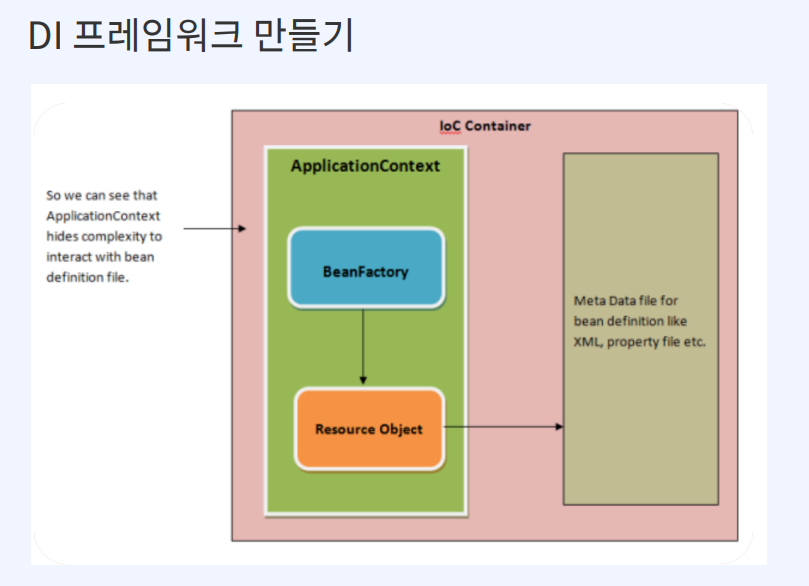 DI 프레임워크 만들기
IoC Container
ApplicationContext
So we can see that
ApplicationContext
hides complexity to
interact with bean
definition file.
BeanFactory
Meta Data file for
bean definition like
XML, property file etc.
Resource Object